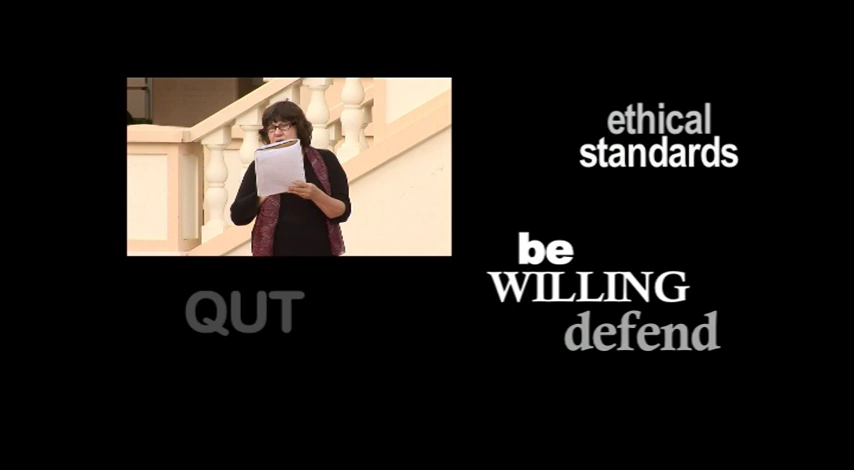 ethical
standards
be
WILLING
defend
QUT